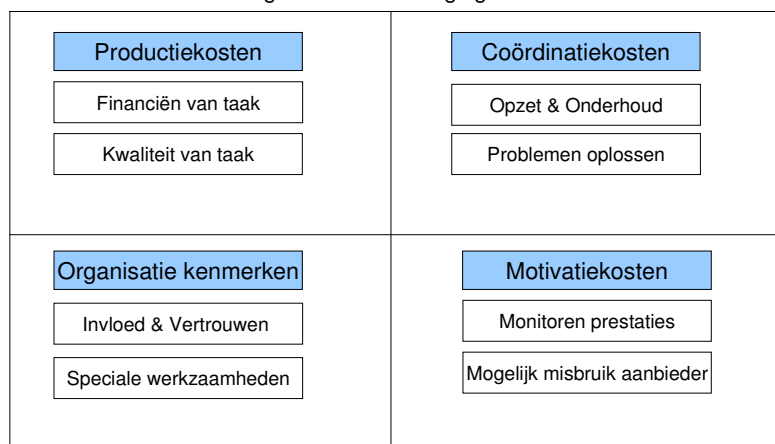 Productiekosten
Financiën van taak
Kwaliteit van taak
Coördinatiekosten
Opzet & Onderhoud
Problemen oplossen
Organisatie kenmerken
Invloed & Vertrouwen
Speciale werkzaamheden
Motivatiekosten
Monitoren prestaties
Mogelijk misbruik aanbieder